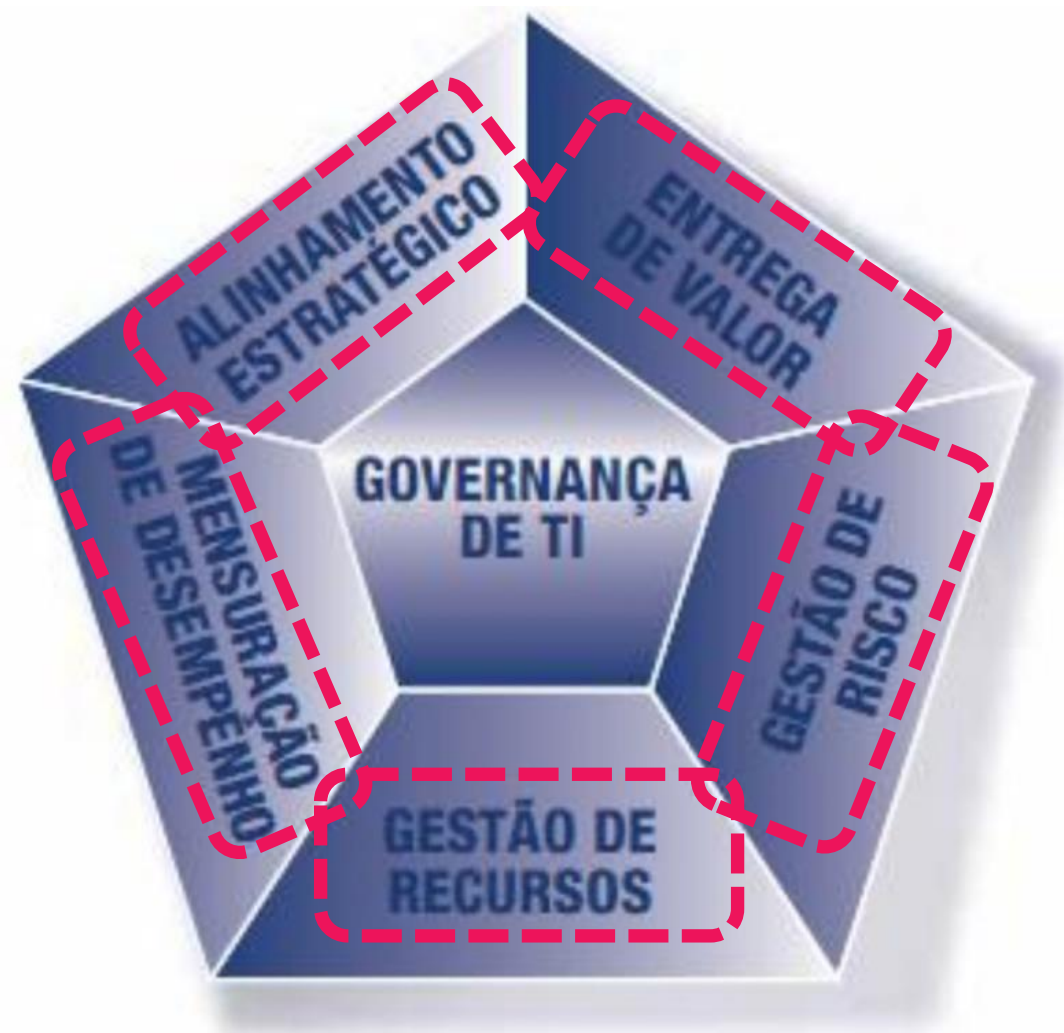 ALINHAMENTO
ESTRATÉGICO
ENTREGA
DE VALOR
GOVERNANÇA
DE TI
MENSURAÇÃO
DE DESEMPENHO
GESTÃO DE
RISCO
GESTÃO DE
RECURSOS